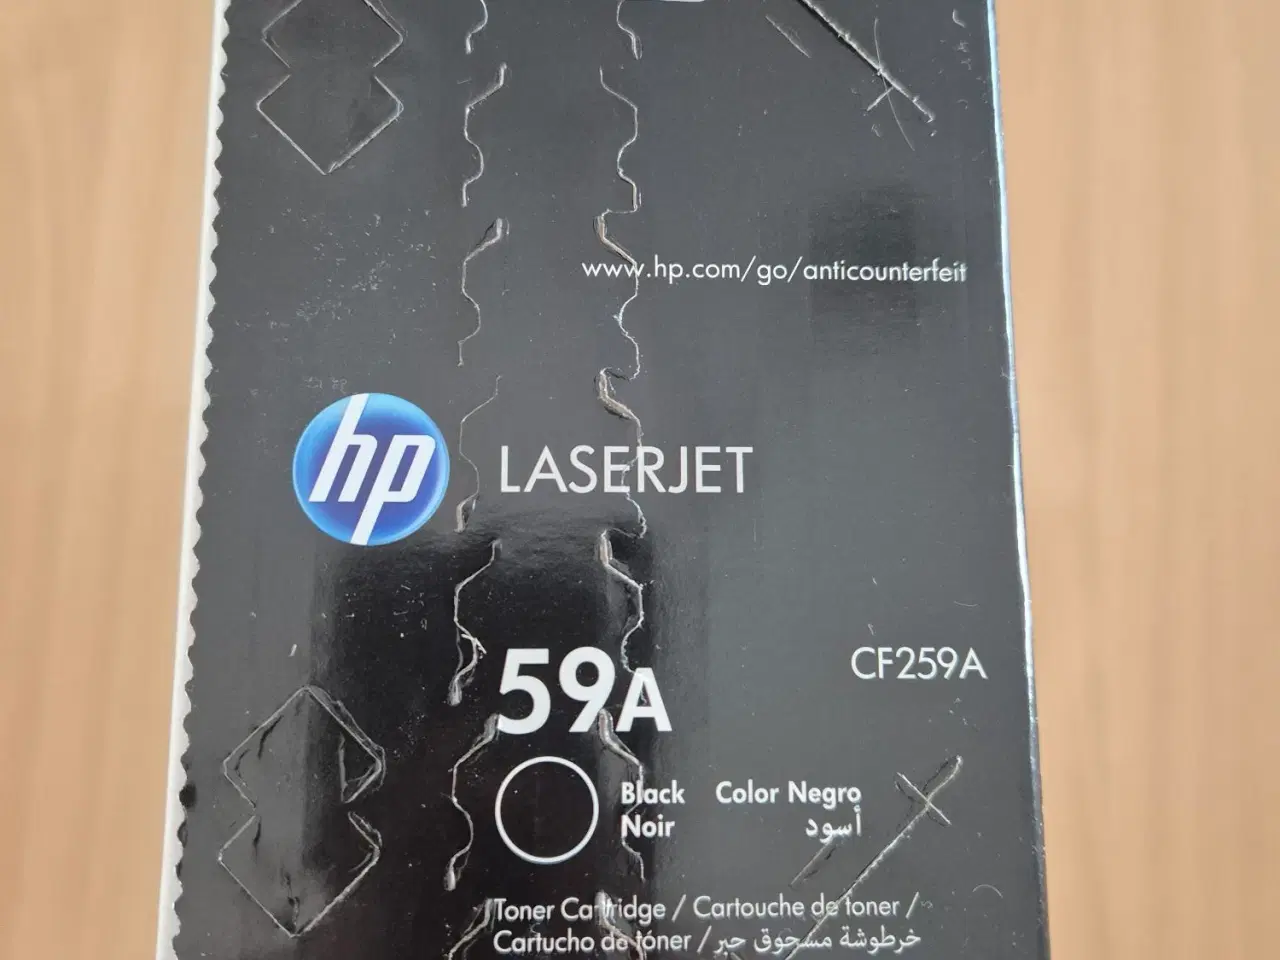 www.hp.com/go/anticounterfeit
hp LASERJET
59A
CF259A
Black Color Negro
Noir أسود
Toner Cartridge / Cartouche de toner /
Cartucho de tóner / خرطوشة مسحوق حبر